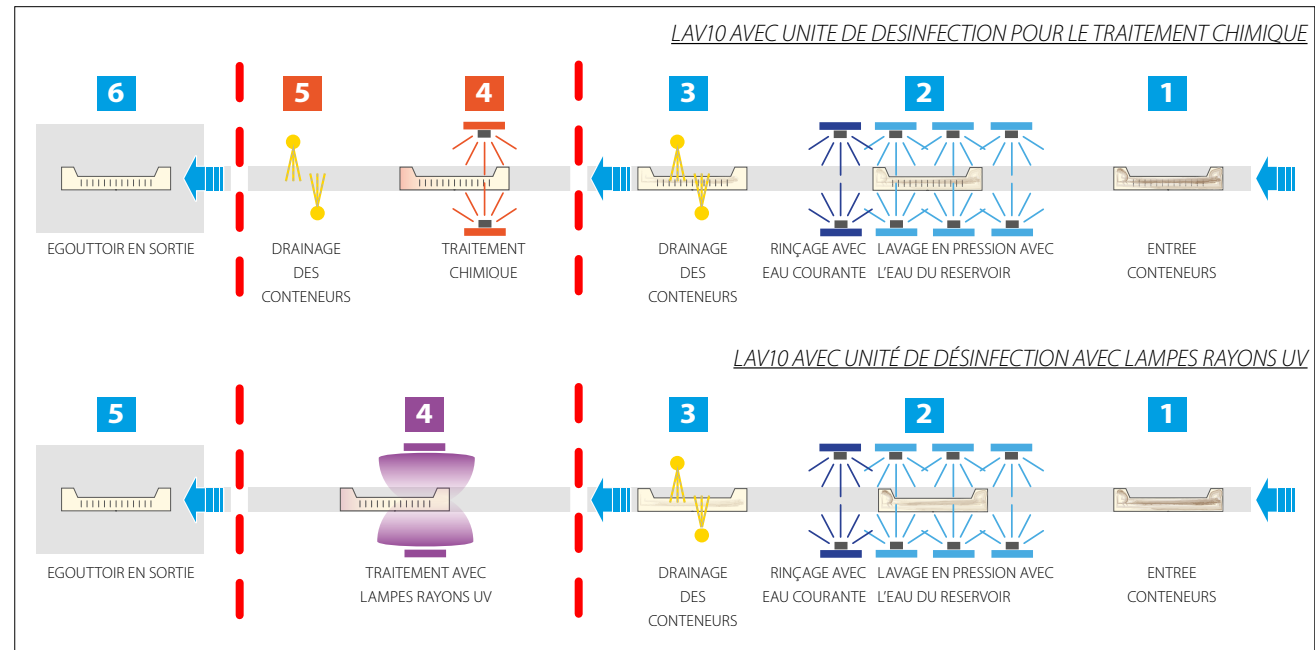 LAV10 AVEC UNITE DE DESINFECTION POUR LE TRAITEMENT CHIMIQUE
6
5
4
3
2
1
EGOUTTOIR EN SORTIE
DRAINAGE
DES
CONTENEURS
TRAITEMENT
CHIMIQUE
DRAINAGE
DES
CONTENEURS
RINÇAGE AVEC
EAU COURANTE
LAVAGE EN PRESSION AVEC
L'EAU DU RESERVOIR
ENTREE
CONTENEURS
LAV10 AVEC UNITÉ DE DÉSINFECTION AVEC LAMPES RAYONS UV
5
4
3
2
1
EGOUTTOIR EN SORTIE
TRAITEMENT AVEC
LAMPES RAYONS UV
DRAINAGE
DES
CONTENEURS
RINÇAGE AVEC
EAU COURANTE
LAVAGE EN PRESSION AVEC
L'EAU DU RESERVOIR
ENTREE
CONTENEURS